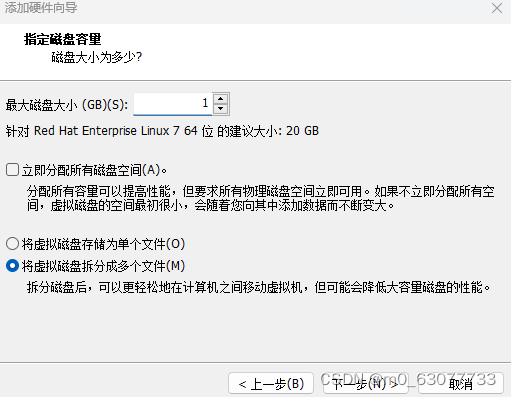 添加硬件向导
指定磁盘容量
磁盘大小为多少?
最大磁盘大小 (GB)(S): 1
针对 Red Hat Enterprise Linux 7 64 位 的建议大小: 20 GB
立即分配所有磁盘空间(A)。
分配所有容量可以提高性能，但要求所有物理磁盘空间立即可用。如果不立即分配所有空
间，虚拟磁盘的空间最初很小，会随着您向其中添加数据而不断变大。
将虚拟磁盘存储为单个文件(O)
将虚拟磁盘拆分成多个文件(M)
拆分磁盘后，可以更轻松地在计算机之间移动虚拟机，但可能会降低大容量磁盘的性能。
< 上一步(B) 下一步(N) > 取消
CSDN @m0_63077733